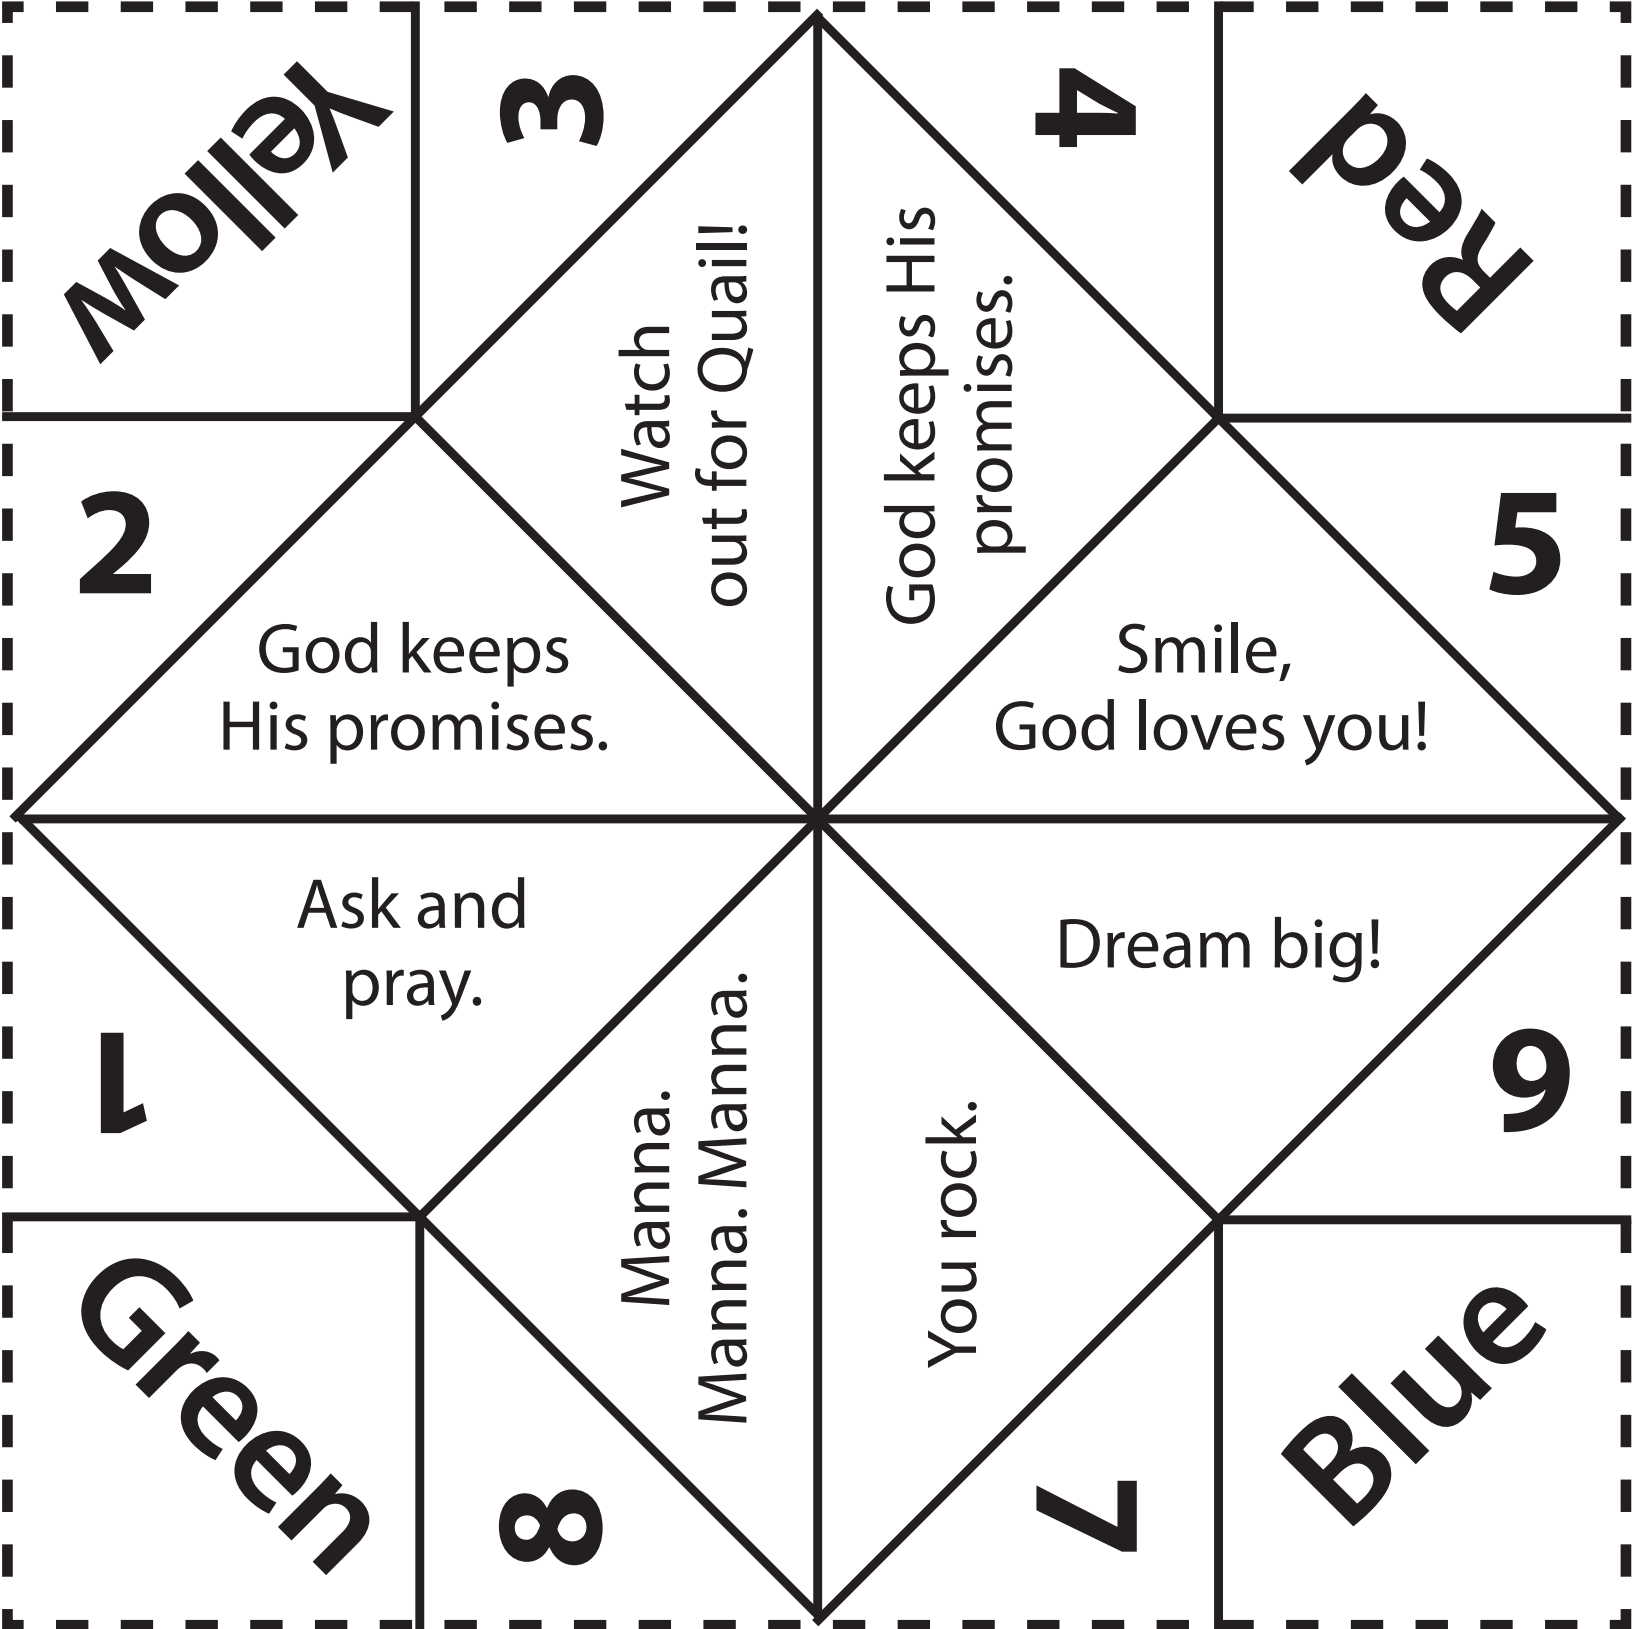 Yellow
3
4
Red
Watch
out for Quail!
God keeps His
promises.
2
5
God keeps
His promises.
Smile,
God loves you!
Ask and
pray.
Dream big!
1
6
Manna.
Manna. Manna.
You rock.
Green
8
7
Blue